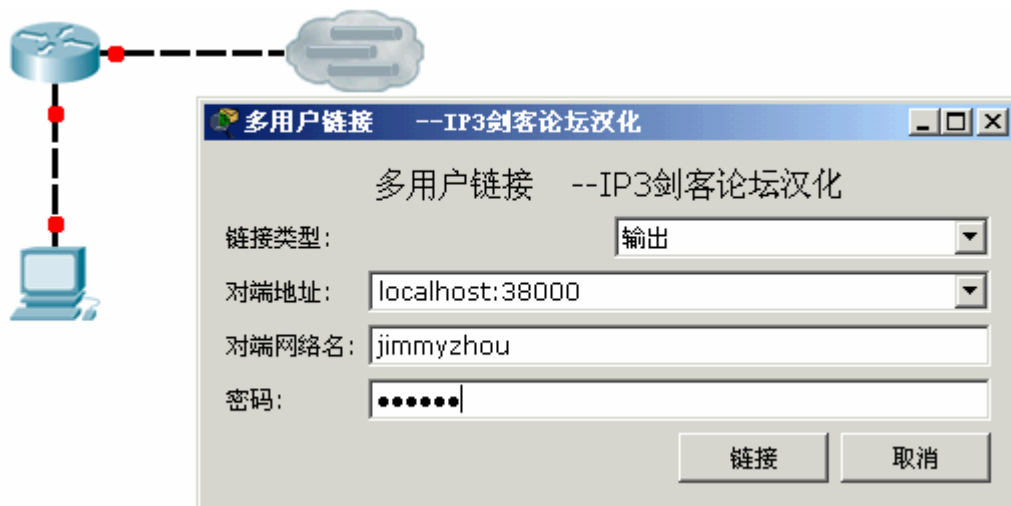 多用户链接 --IP3剑客论坛汉化
多用户链接 --IP3剑客论坛汉化
链接类型: 输出
对端地址: localhost:38000
对端网络名: jimmyzhou
密码: ●●●●●●
链接 取消